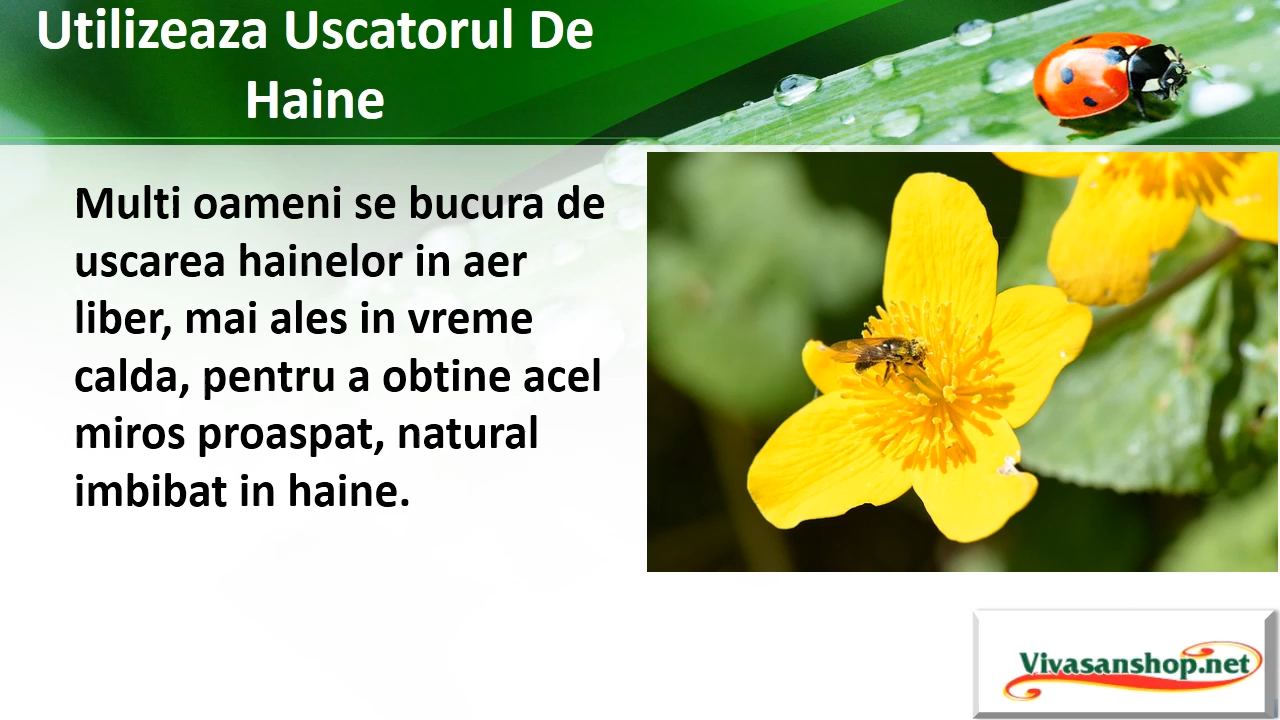 Utilizeaza Uscatorul De
Haine
Multi oameni se bucura de
uscarea hainelor in aer
liber, mai ales in vreme
calda, pentru a obtine acel
miros proaspat, natural
imbibat in haine.
Vivasanshop.net